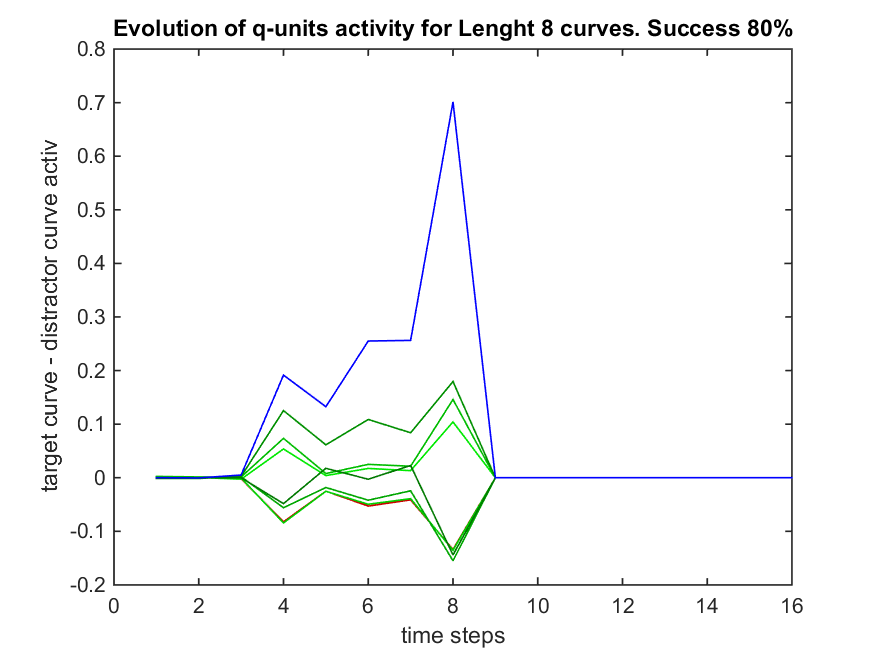 Evolution of q-units activity for Lenght 8 curves. Success 80%
target curve - distractor curve activ
0.8
0.7
0.6
0.5
0.4
0.3
0.2
0.1
0
-0.1
-0.2
0 2 4 6 8 10 12 14 16
time steps